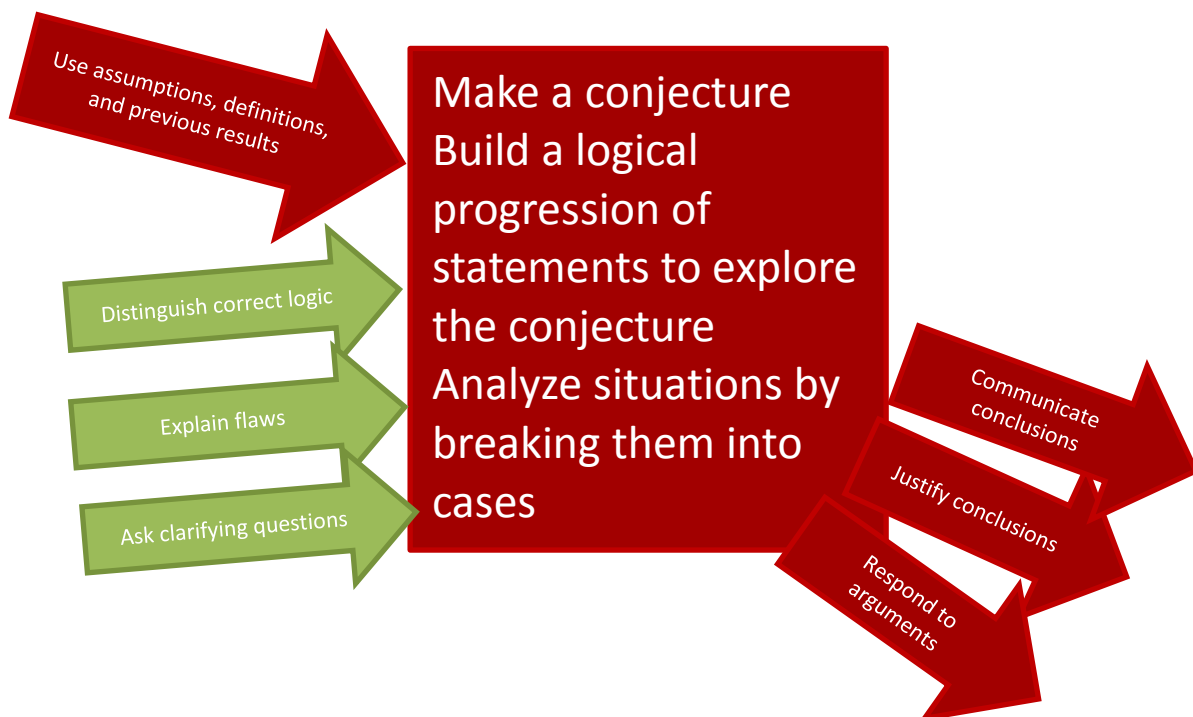 Use assumptions, definitions,
and previous results
Distinguish correct logic
Explain flaws
Ask clarifying questions
Make a conjecture
Build a logical
progression of
statements to explore
the conjecture
Analyze situations by
breaking them into
cases
Communicate
conclusions
Justify conclusions
Respond to
arguments